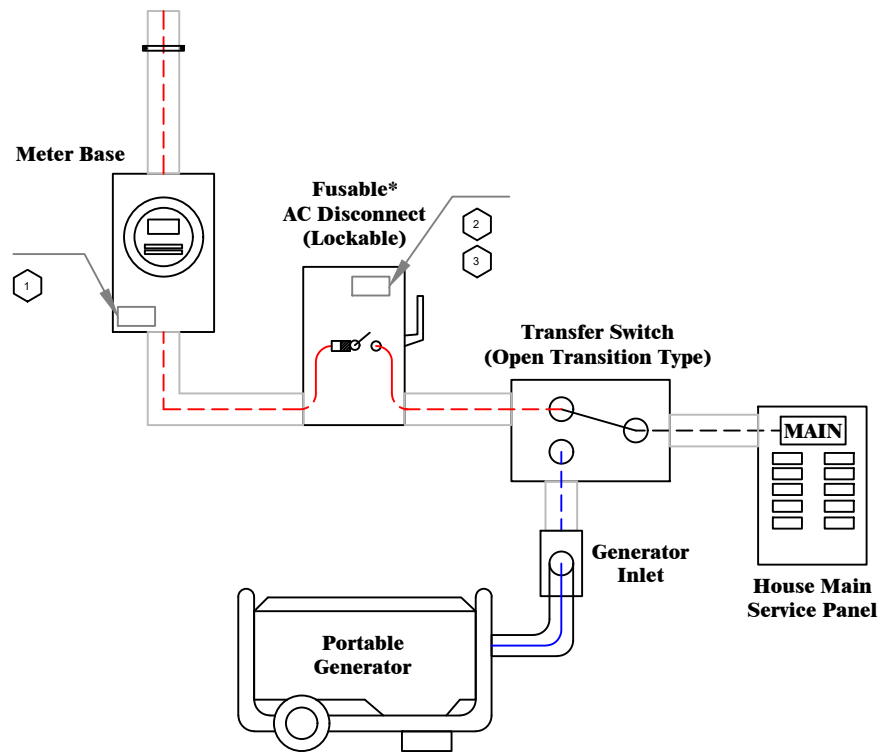 Meter Base
1
Fusable*
AC Disconnect
(Lockable)
2
3
Transfer Switch
(Open Transition Type)
MAIN
Generator
Inlet
House Main
Service Panel
Portable
Generator